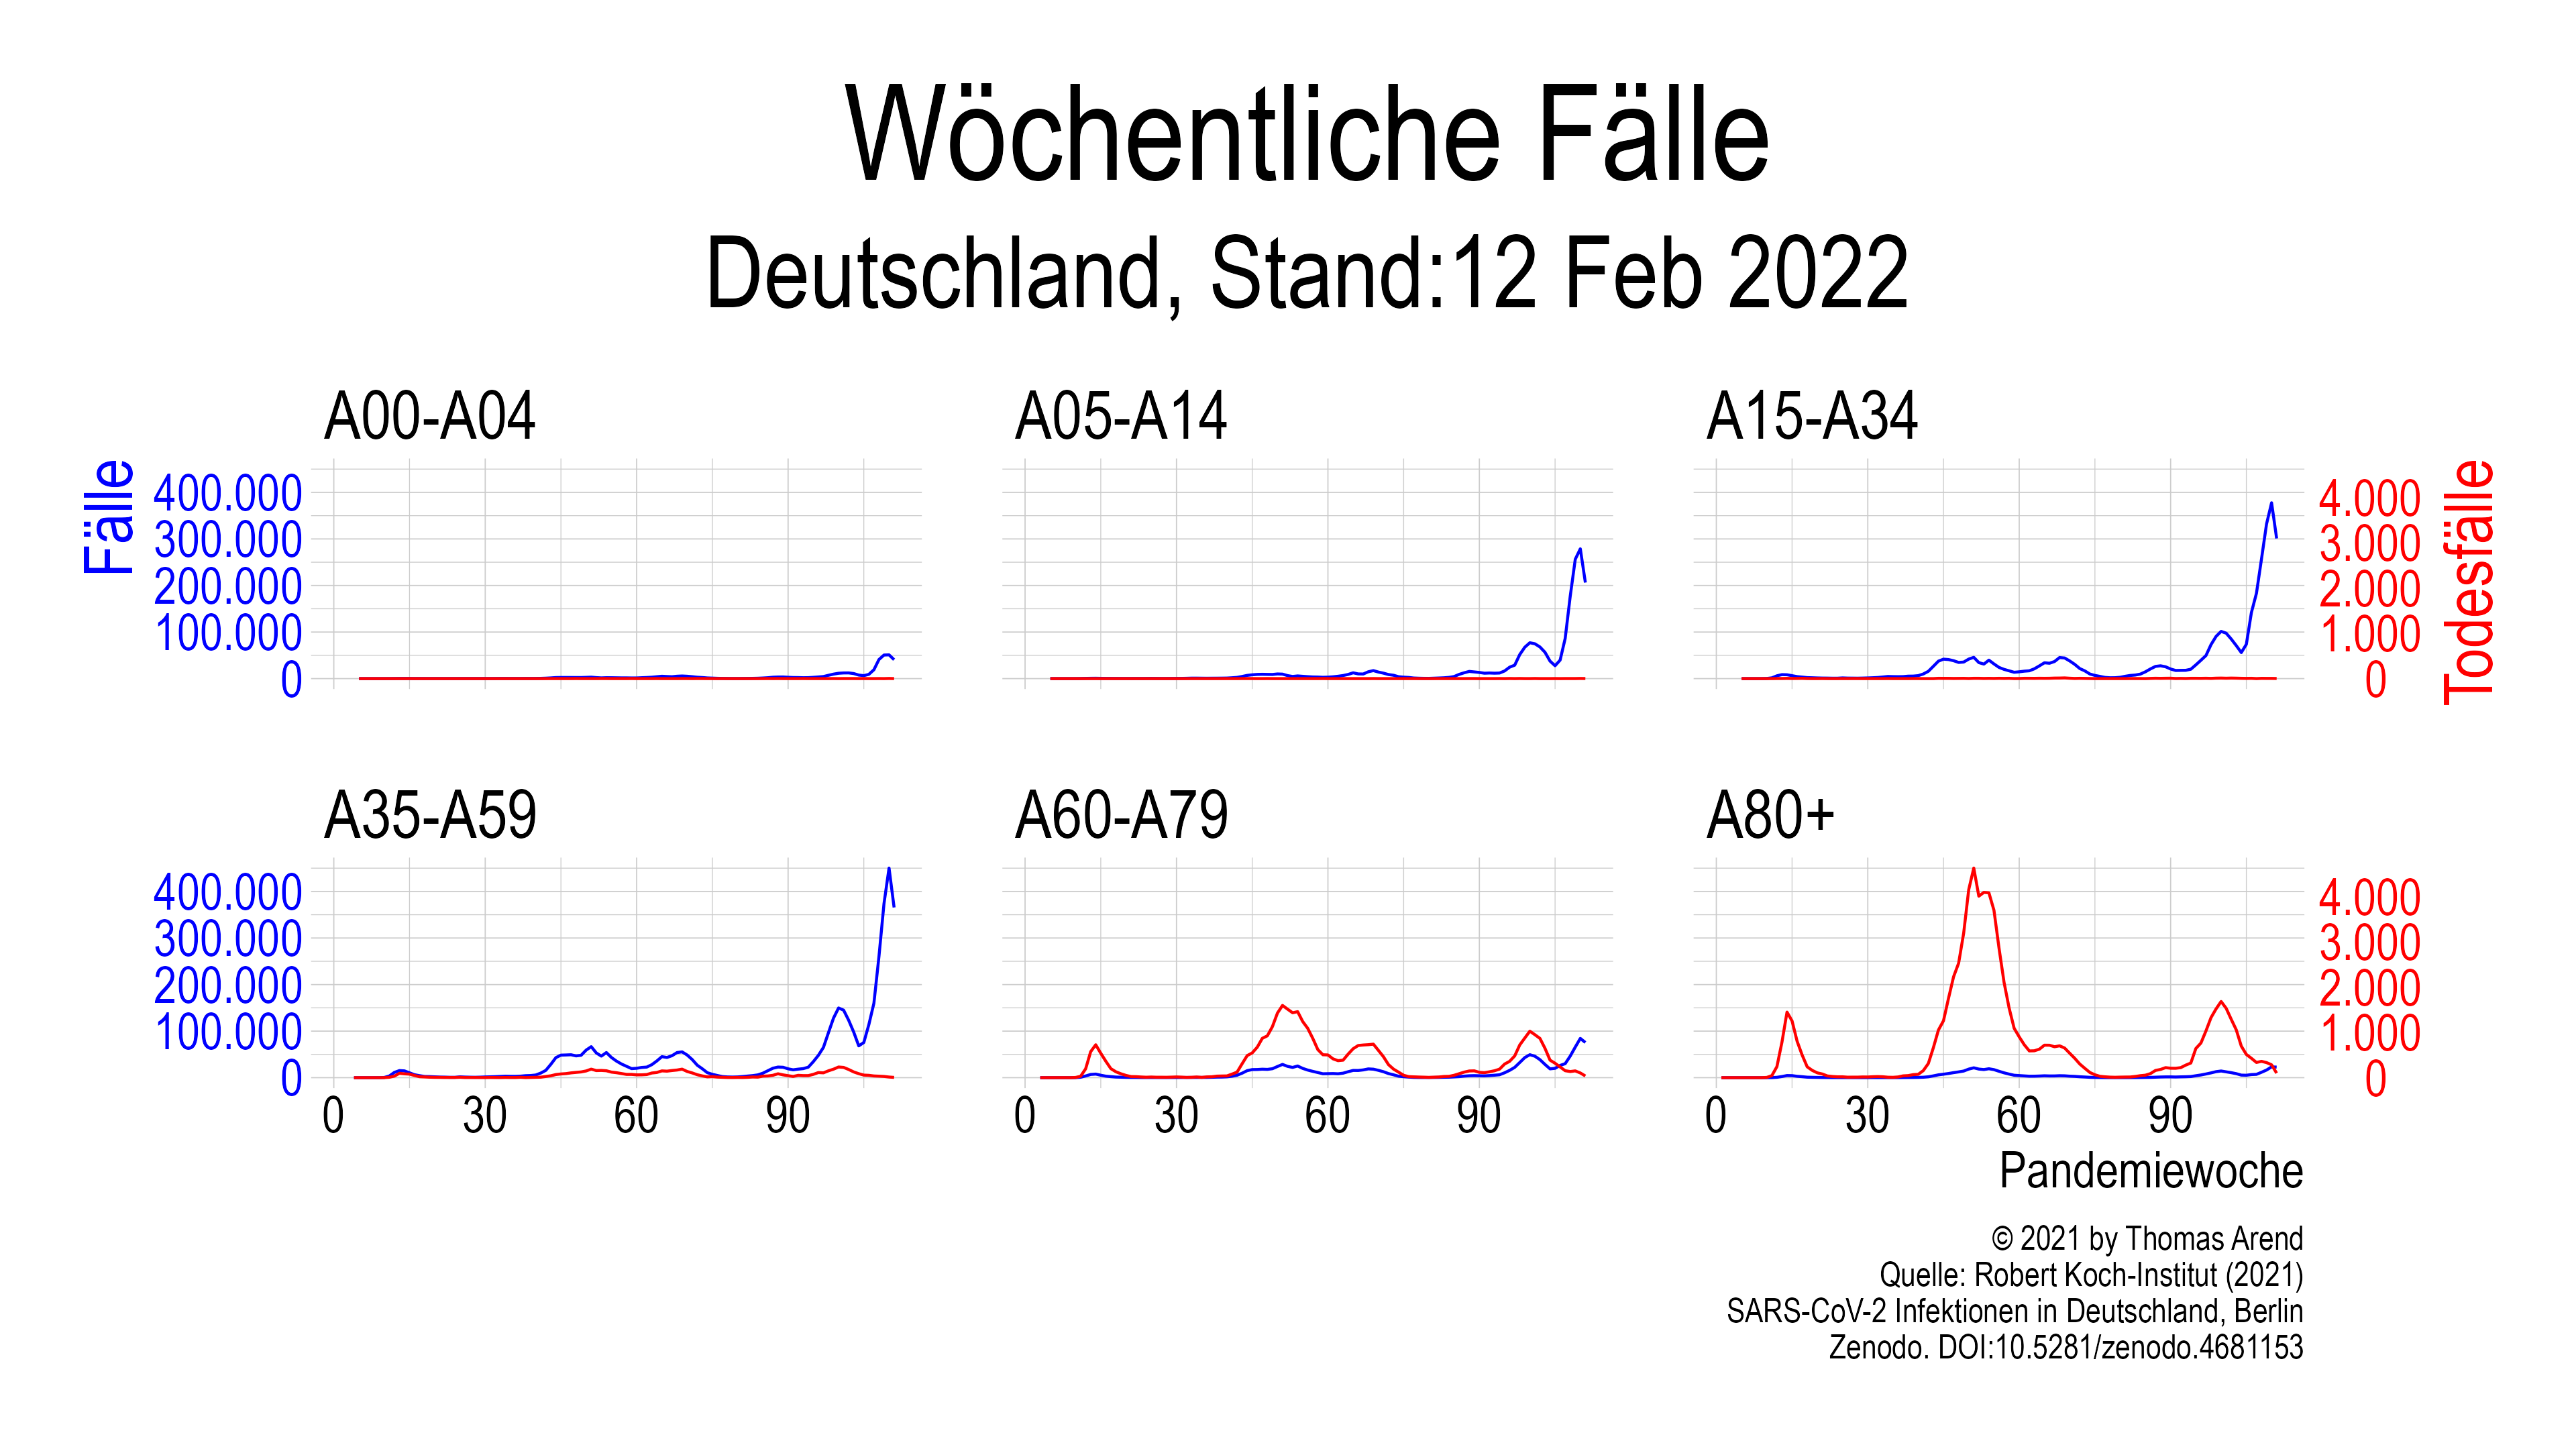 Wöchentliche Fälle
Deutschland, Stand:12 Feb 2022
A00-A04
A05-A14
A15-A34
Fälle
400.000
300.000
200.000
100.000
0
4.000
3.000
2.000
1.000
0
Todesfälle
A35-A59
A60-A79
A80+
400.000
300.000
200.000
100.000
0
4.000
3.000
2.000
1.000
0
0 30 60 90
0 30 60 90
0 30 60 90
Pandemiewoche
© 2021 by Thomas Arend
Quelle: Robert Koch-Institut (2021)
SARS-CoV-2 Infektionen in Deutschland, Berlin
Zenodo. DOI:10.5281/zenodo.4681153